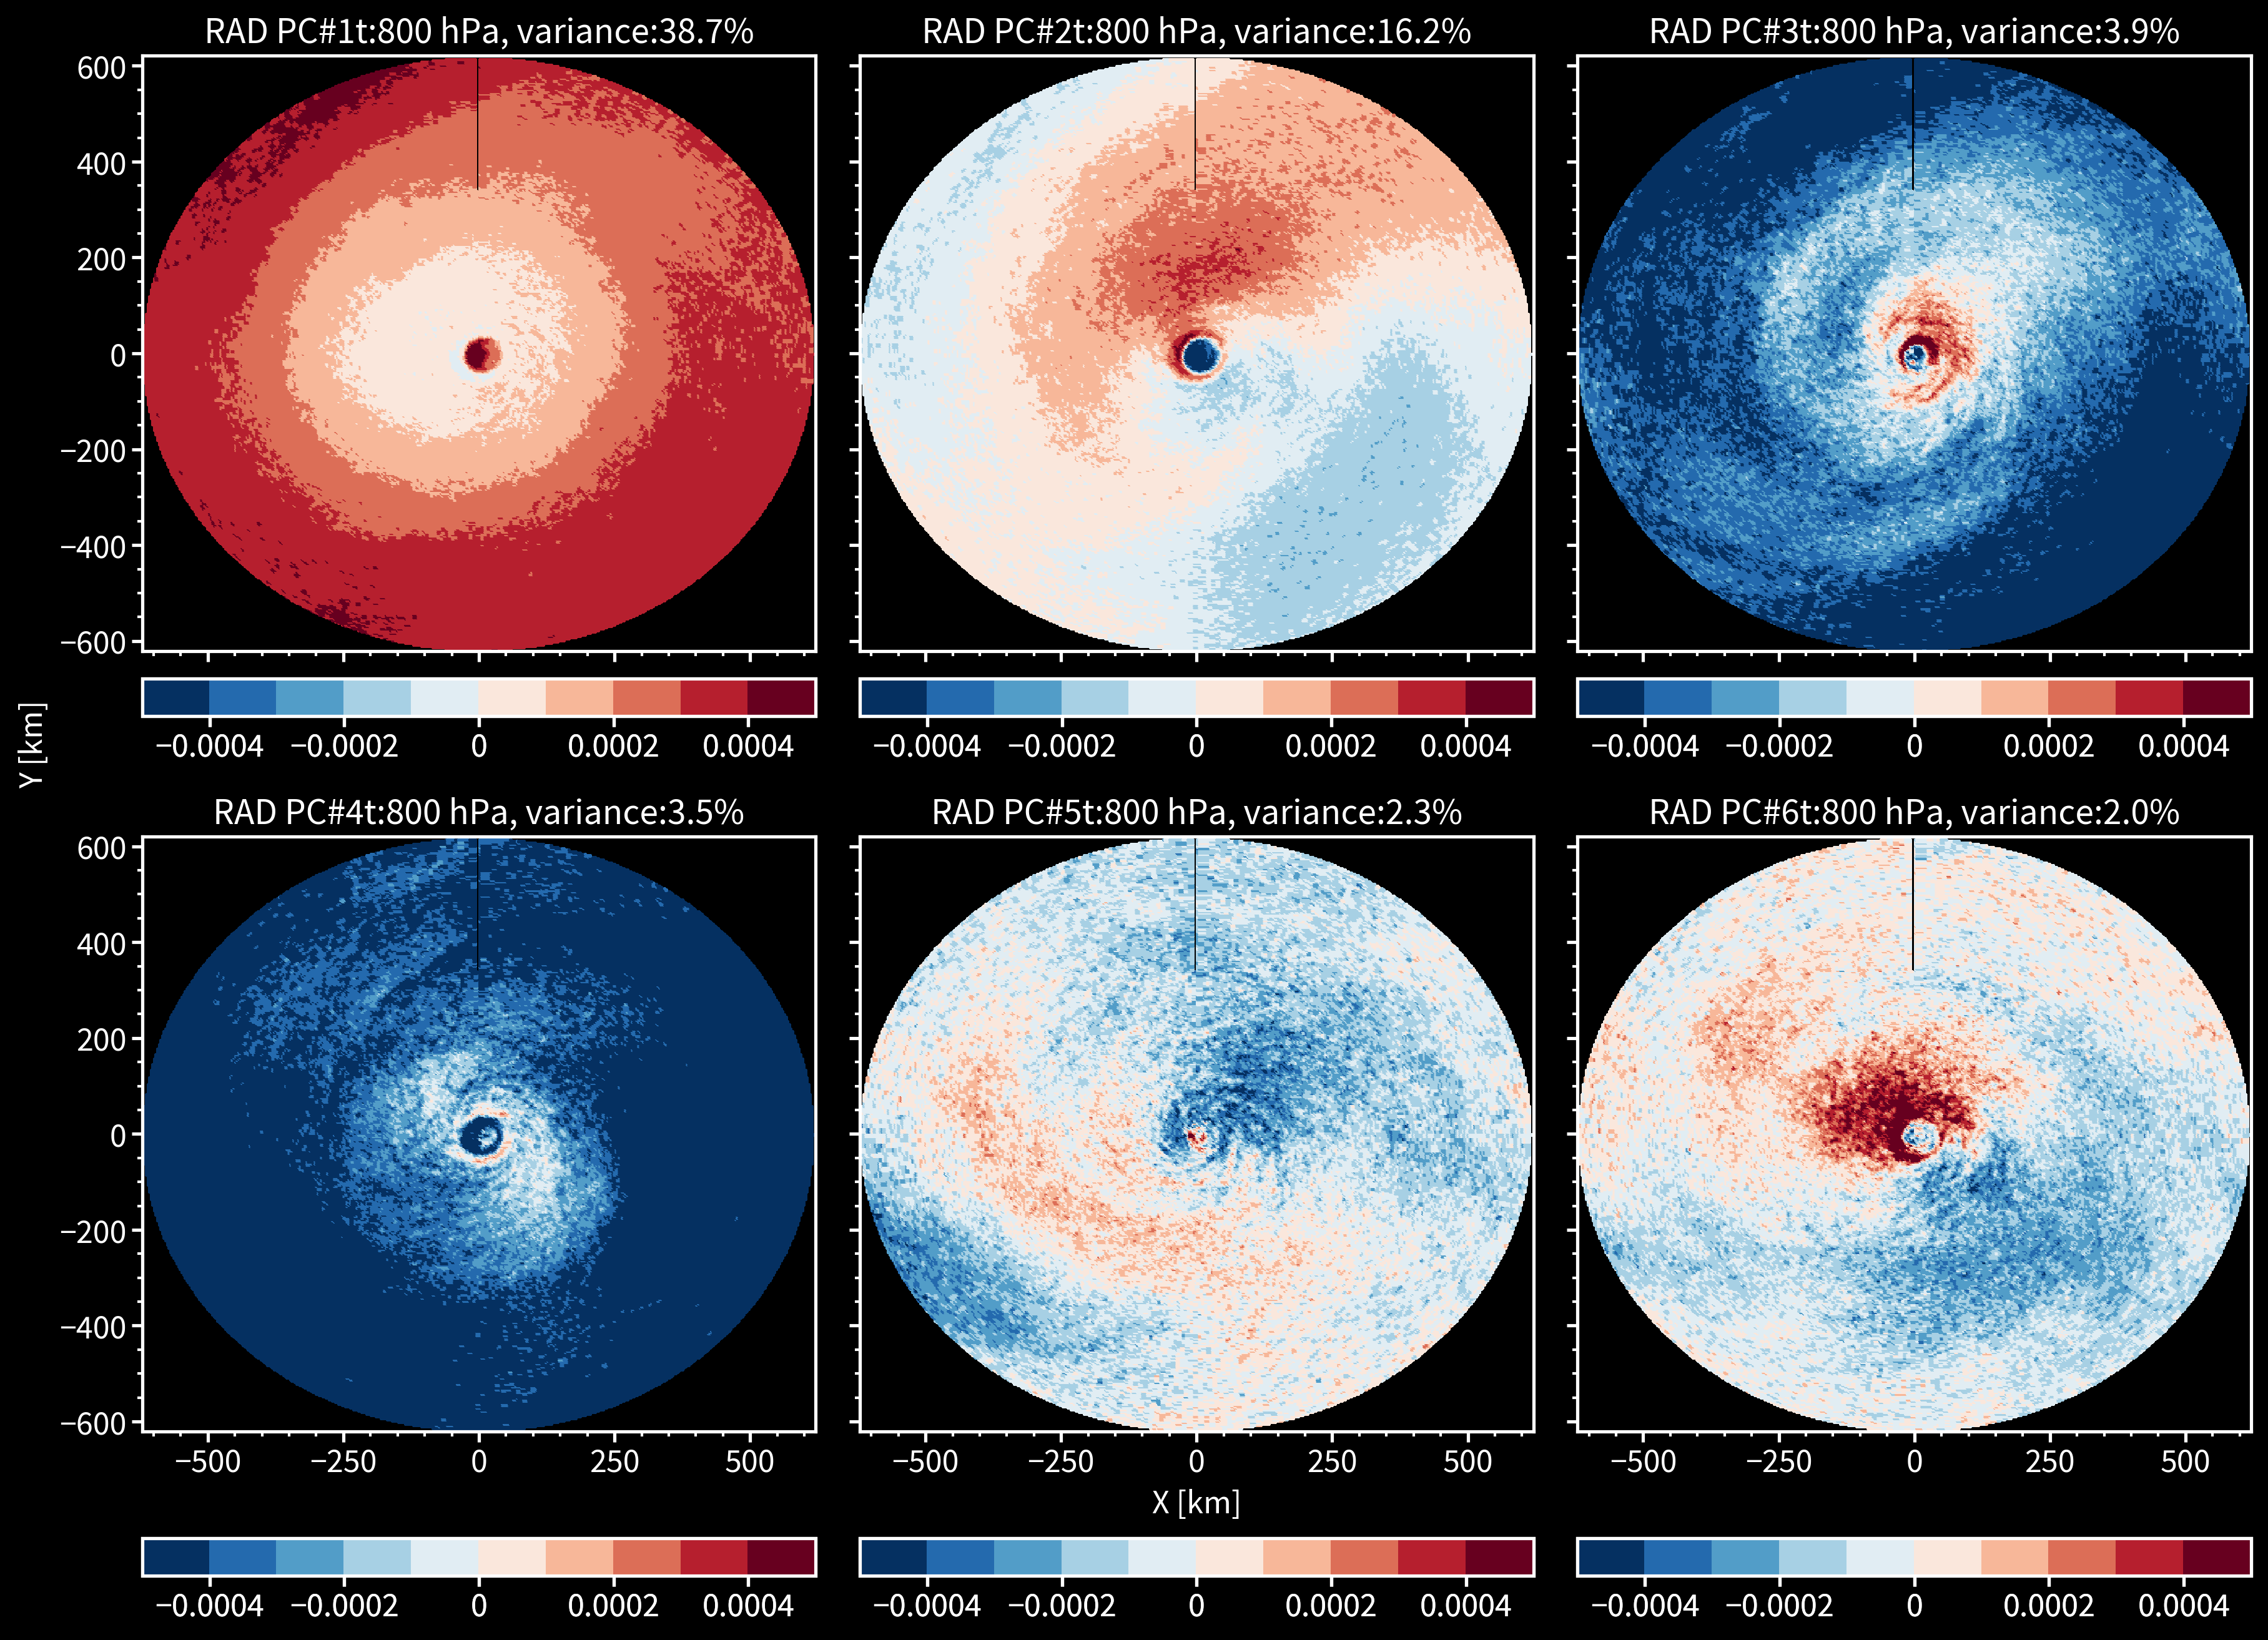 RAD PC#1t:800 hPa, variance:38.7%
RAD PC#2t:800 hPa, variance:16.2%
RAD PC#3t:800 hPa, variance:3.9%
600
400
200
0
−200
−400
−600
−0.0004 −0.0002 0 0.0002 0.0004
−0.0004 −0.0002 0 0.0002 0.0004
−0.0004 −0.0002 0 0.0002 0.0004
Y [km]
RAD PC#4t:800 hPa, variance:3.5%
RAD PC#5t:800 hPa, variance:2.3%
RAD PC#6t:800 hPa, variance:2.0%
600
400
200
0
−200
−400
−600
−500 −250 0 250 500
−500 −250 0 250 500
−500 −250 0 250 500
X [km]
−0.0004 −0.0002 0 0.0002 0.0004
−0.0004 −0.0002 0 0.0002 0.0004
−0.0004 −0.0002 0 0.0002 0.0004